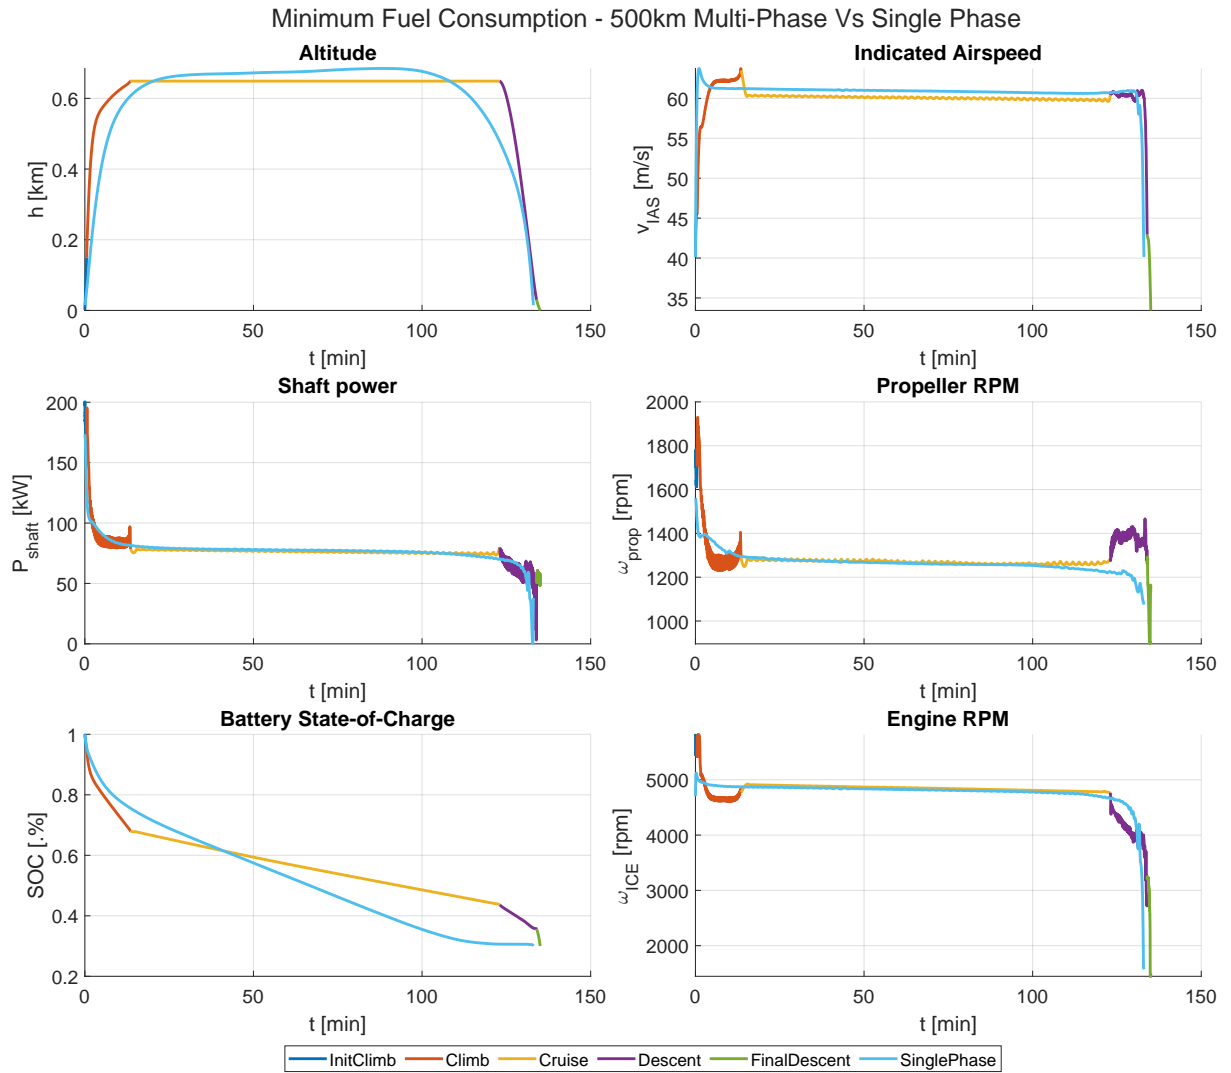 Minimum Fuel Consumption - 500km Multi-Phase Vs Single Phase
Altitude
h [km]
0.6
0.4
0.2
0
0 50 100 150
t [min]
Indicated Airspeed
v_IAS [m/s]
60
55
50
45
40
35
0 50 100 150
t [min]
Shaft power
P_shaft [kW]
200
150
100
50
0
0 50 100 150
t [min]
Propeller RPM
ω_prop [rpm]
2000
1800
1600
1400
1200
1000
0 50 100 150
t [min]
Battery State-of-Charge
SOC [.%]
1
0.8
0.6
0.4
0.2
0 50 100 150
t [min]
Engine RPM
ω_ICE [rpm]
5000
4000
3000
2000
0 50 100 150
t [min]
InitClimb Climb Cruise Descent FinalDescent SinglePhase